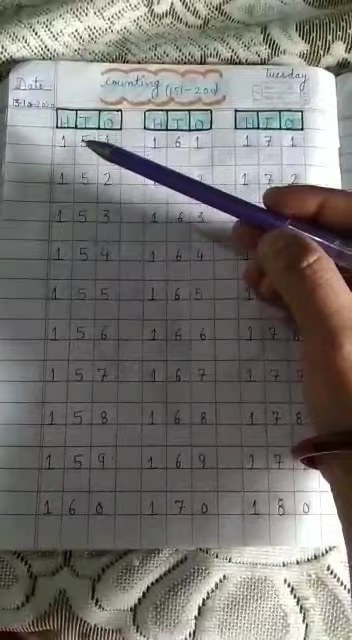 Date
Counting (151-200)
Tuesday
H T O H T O H T O
1 5 1 1 6 1 1 7 1
1 5 2 2 1 7 2
1 5 3 1 6 3
1 5 4 1 6 4
1 5 5 1 6 5
1 5 6 1 6 6 1 7
1 5 7 1 6 7 1 7 7
1 5 8 1 6 8 1 7 8
1 5 9 1 6 9 1 7
1 6 0 1 7 0 1 8 0